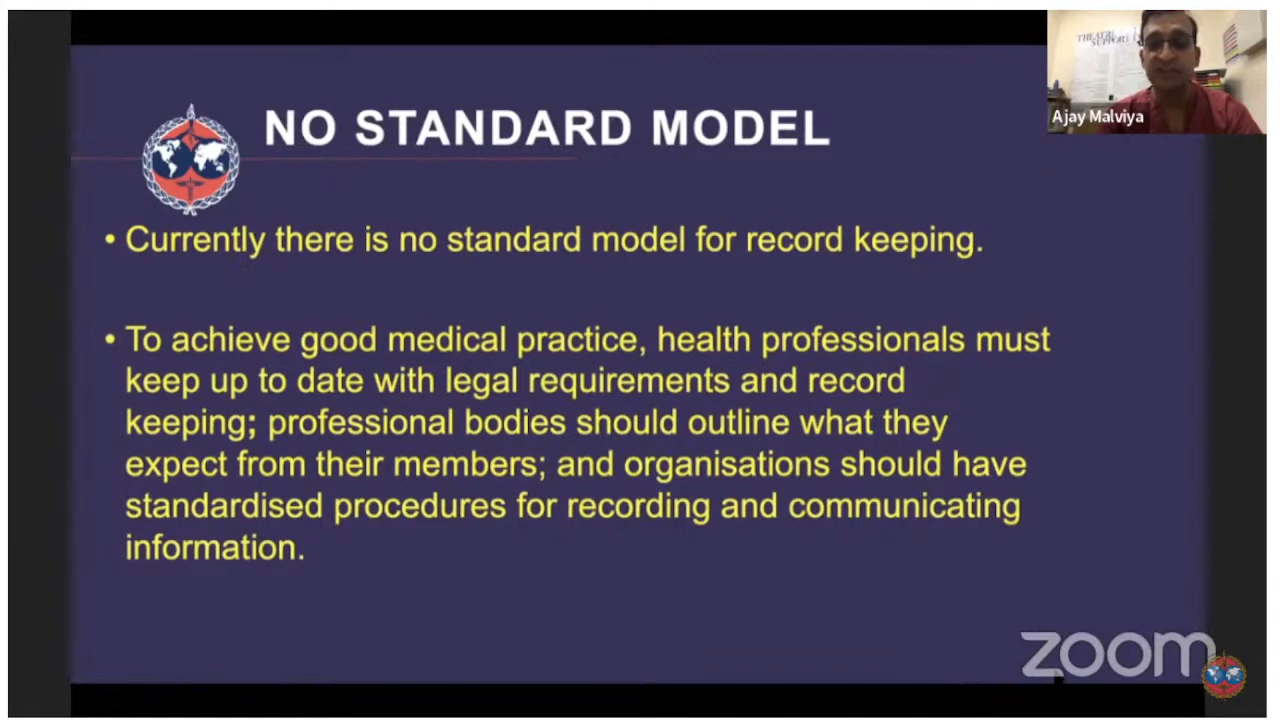 THEATRE
SUPPORT
Ajay Malviya
NO STANDARD MODEL
• Currently there is no standard model for record keeping.
• To achieve good medical practice, health professionals must
keep up to date with legal requirements and record
keeping; professional bodies should outline what they
expect from their members; and organisations should have
standardised procedures for recording and communicating
information.
zoom